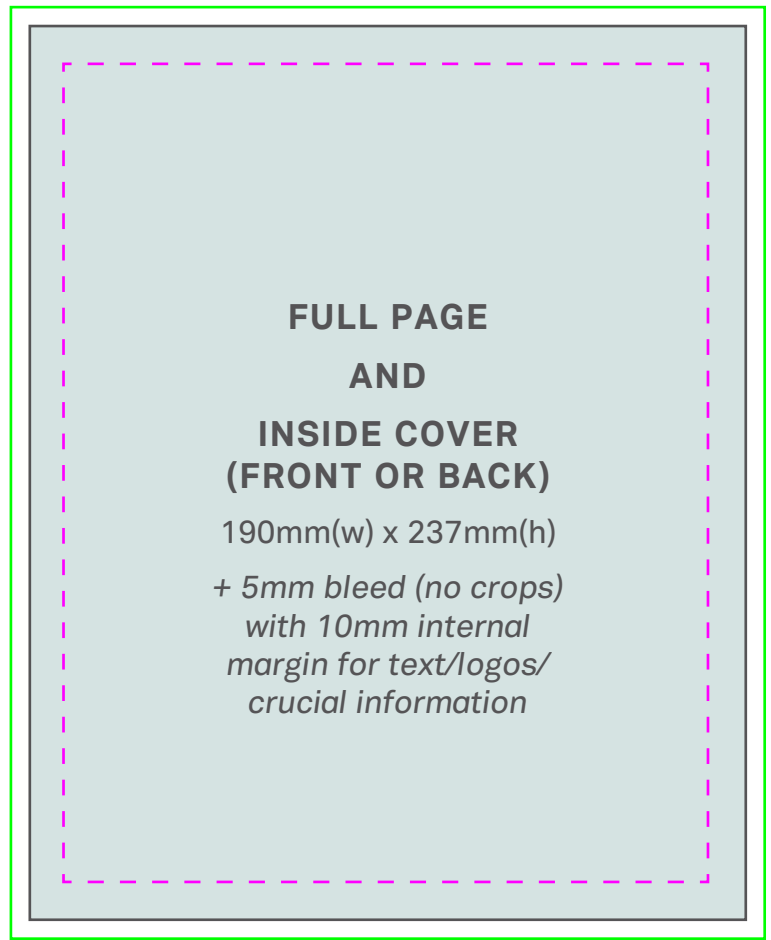 FULL PAGE
AND
INSIDE COVER
(FRONT OR BACK)
190mm(w) x 237mm(h)
+ 5mm bleed (no crops)
with 10mm internal
margin for text/logos/
crucial information